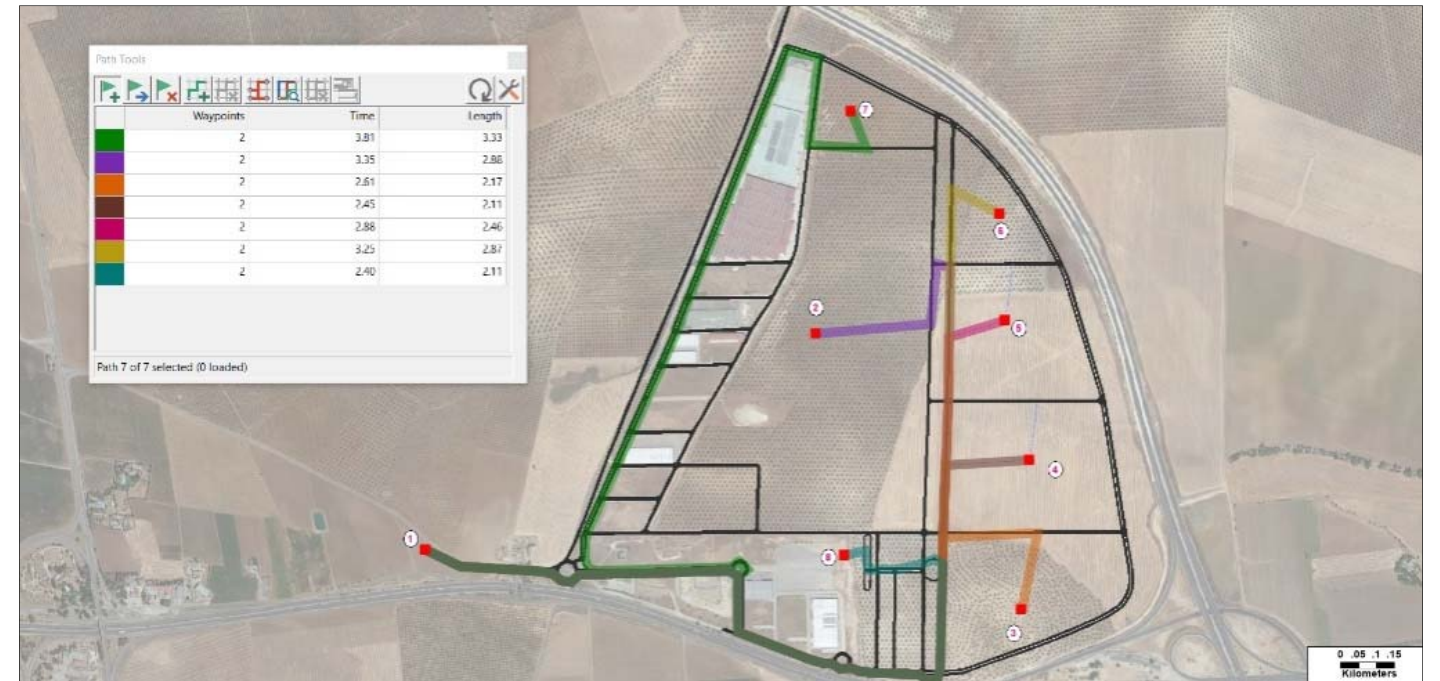 Path Tools
Waypoints Time Length
2 3.81 3.33
2 3.35 2.88
2 2.61 2.17
2 2.45 2.11
2 2.88 2.46
2 3.25 2.87
2 2.40 2.11
Path 7 of 7 selected (0 loaded)
7
6
2
5
4
1
8
3
0 .05 .1 .15
Kilometers